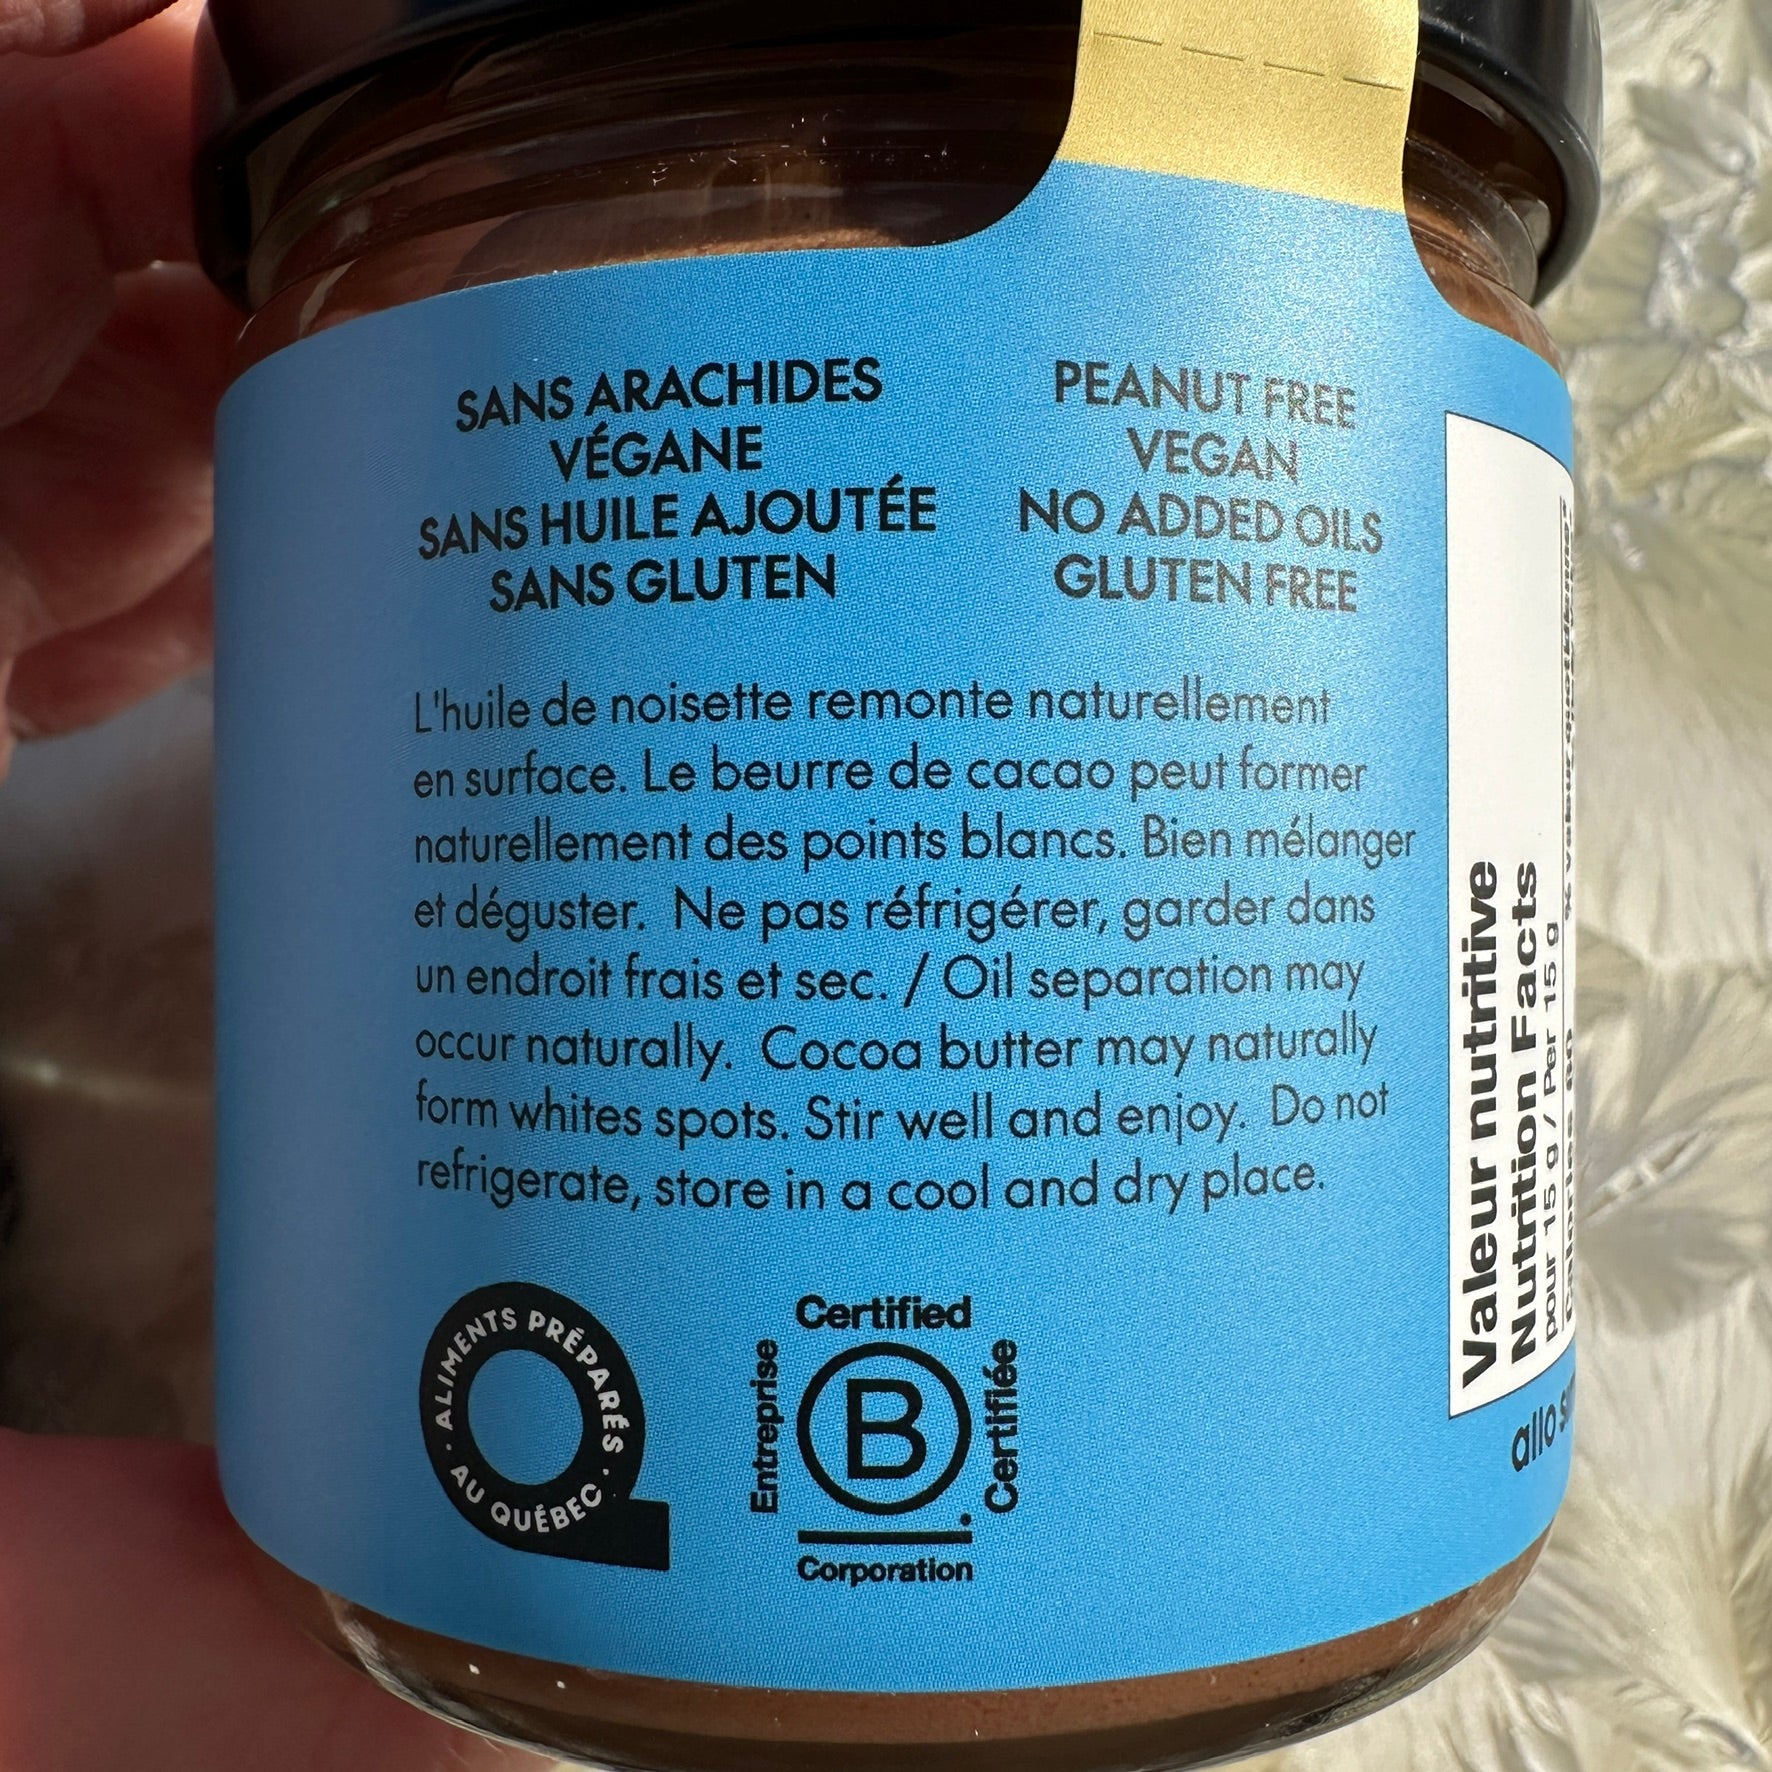 SANS ARACHIDES
VÉGANE
SANS HUILE AJOUTÉE
SANS GLUTEN
PEANUT FREE
VEGAN
NO ADDED OILS
GLUTEN FREE
L'huile de noisette remonte naturellement
en surface. Le beurre de cacao peut former
naturellement des points blancs. Bien mélanger
et déguster. Ne pas réfrigérer, garder dans
un endroit frais et sec. / Oil separation may
occur naturally. Cocoa butter may naturally
form whites spots. Stir well and enjoy. Do not
refrigerate, store in a cool and dry place.
ALIMENTS PRÉPARÉS
AU QUÉBEC
Certified
Entreprise
B
Certifiée
Corporation
Valeur nutritive
Nutrition Facts
pour 15 g / Per 15 g
allo